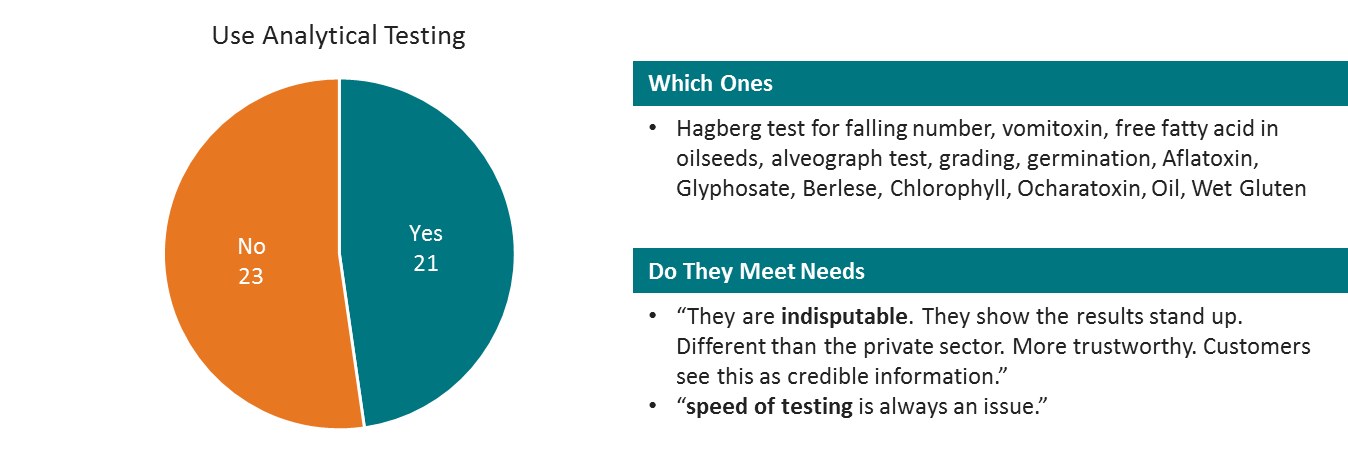 Use Analytical Testing
No
23
Yes
21
Which Ones
• Hagberg test for falling number, vomitoxin, free fatty acid in
oilseeds, alveograph test, grading, germination, Aflatoxin,
Glyphosate, Berlese, Chlorophyll, Ocharatoxin, Oil, Wet Gluten
Do They Meet Needs
• “They are indisputable. They show the results stand up.
Different than the private sector. More trustworthy. Customers
see this as credible information.”
• “speed of testing is always an issue.”